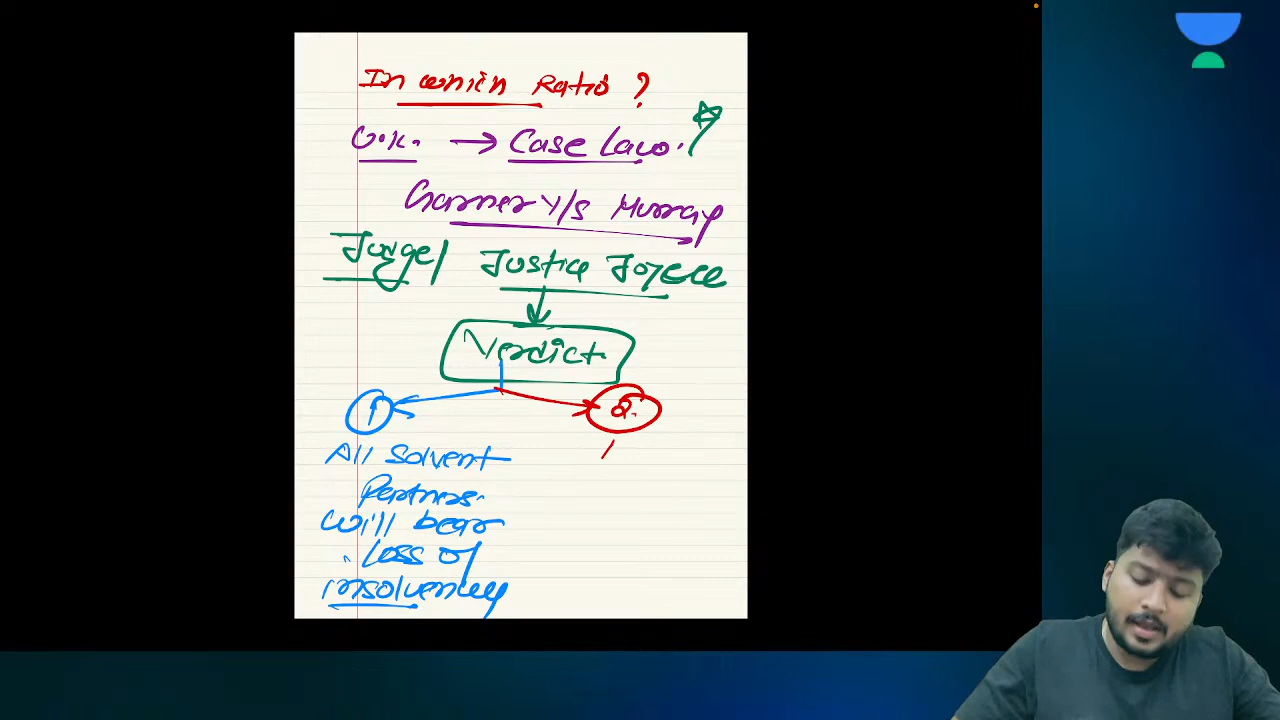 In which Ratio ?
U.K. → Case Law.
Garner V/s Murray
Judge/ Justice Joyce
Verdict
1 2.
All Solvent
Partners.
will bear
Loss of
insolvency